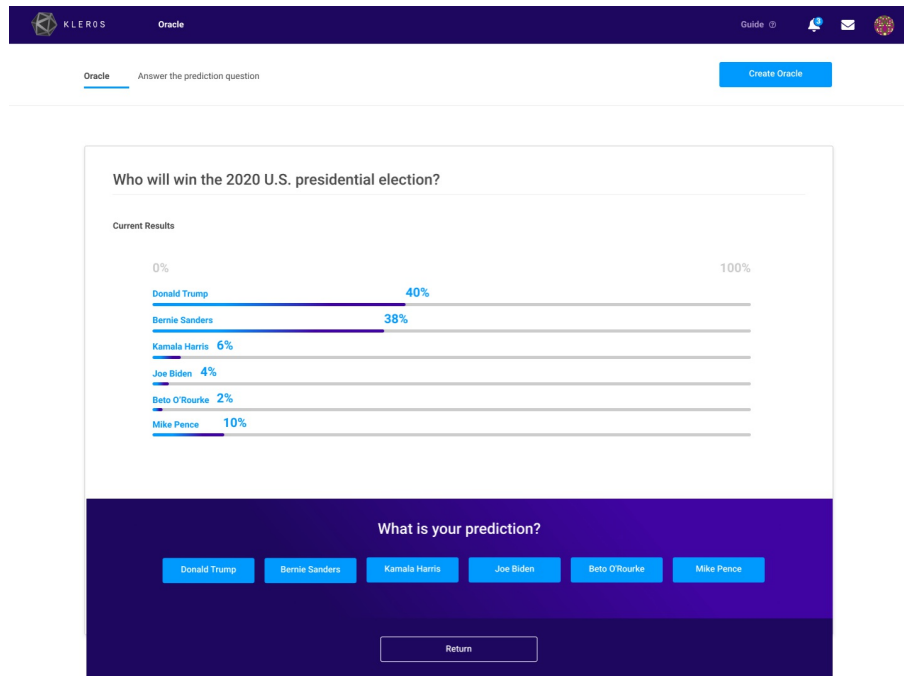 KLEROS Oracle Guide ? 3
Oracle Answer the prediction question Create Oracle
Who will win the 2020 U.S. presidential election?
Current Results
0% 100%
Donald Trump 40%
Bernie Sanders 38%
Kamala Harris 6%
Joe Biden 4%
Beto O'Rourke 2%
Mike Pence 10%
What is your prediction?
Donald Trump Bernie Sanders Kamala Harris Joe Biden Beto O'Rourke Mike Pence
Return